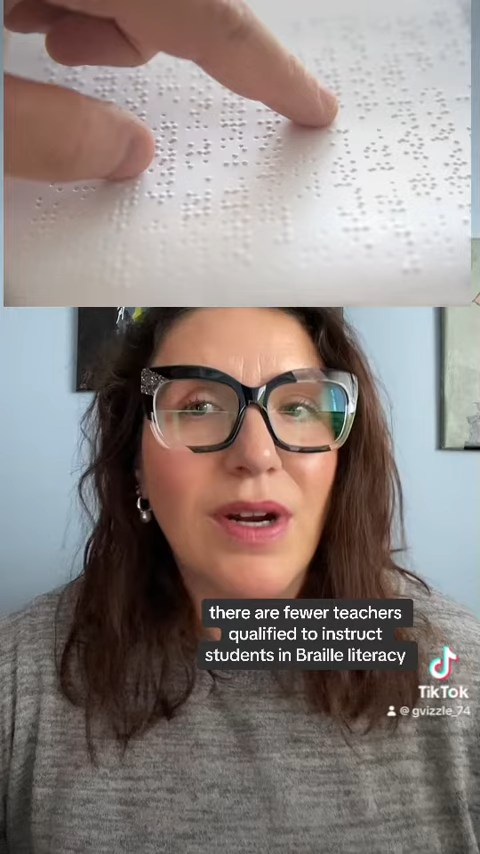 there are fewer teachers
qualified to instruct
students in Braille literacy
TikTok
@ gvizzle_74